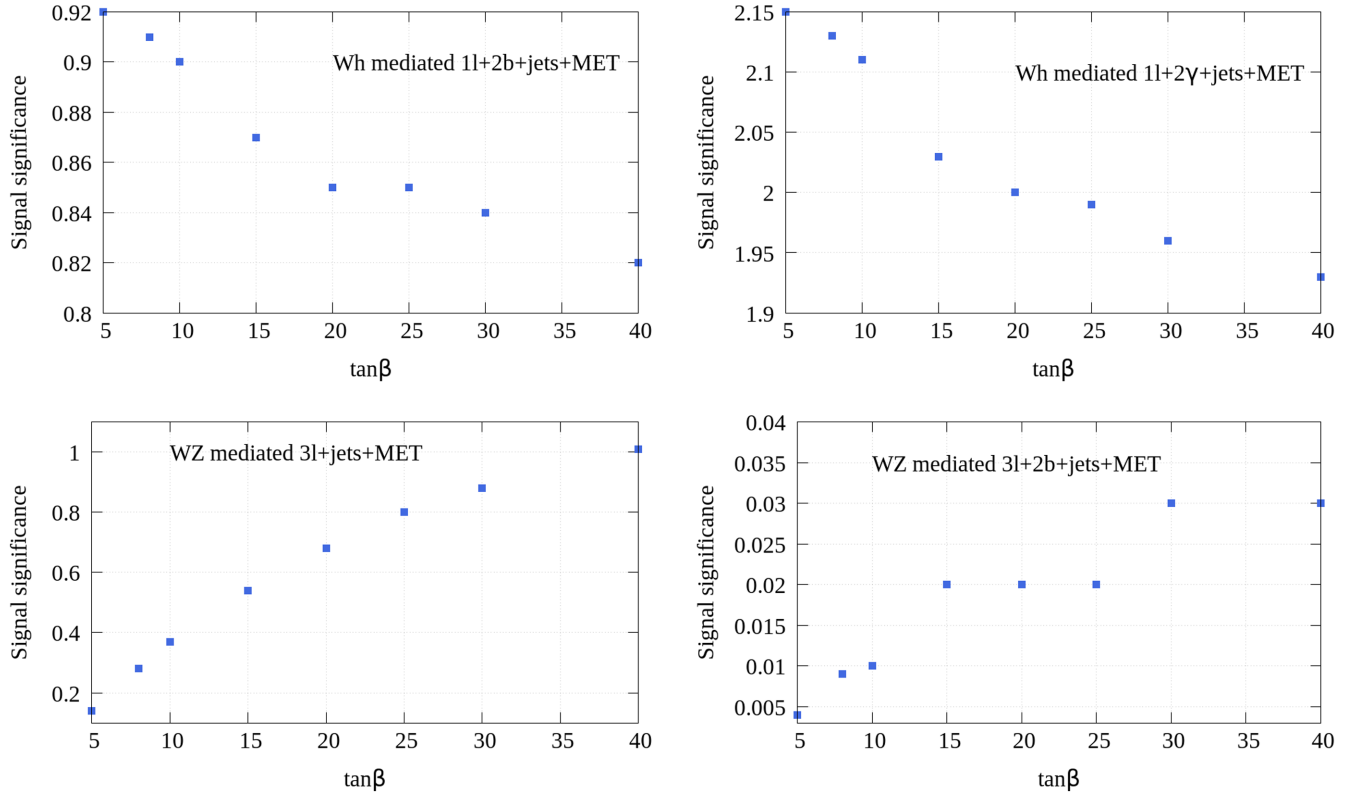 0.92
0.9
0.88
0.86
0.84
0.82
0.8
Signal significance
Wh mediated 1l+2b+jets+MET
5 10 15 20 25 30 35 40
tanβ
2.15
2.1
2.05
2
1.95
1.9
Signal significance
Wh mediated 1l+2γ+jets+MET
5 10 15 20 25 30 35 40
tanβ
1
0.8
0.6
0.4
0.2
Signal significance
WZ mediated 3l+jets+MET
5 10 15 20 25 30 35 40
tanβ
0.04
0.035
0.03
0.025
0.02
0.015
0.01
0.005
Signal significance
WZ mediated 3l+2b+jets+MET
5 10 15 20 25 30 35 40
tanβ